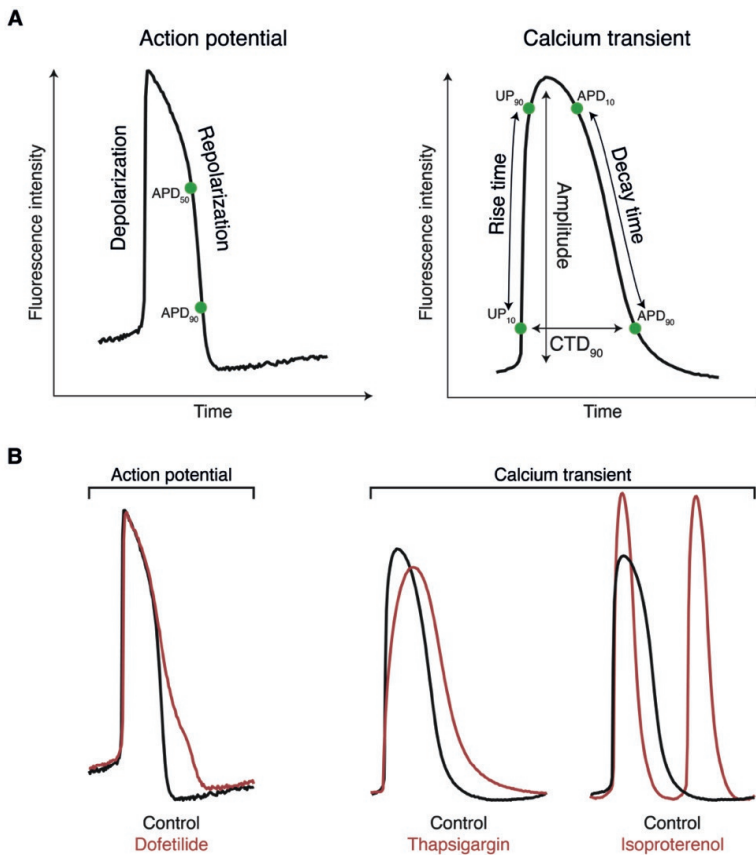 A
Action potential
Fluorescence intensity
Depolarization
Repolarization
APD50
APD90
Time
Calcium transient
Fluorescence intensity
UP90
APD10
Rise time
Amplitude
Decay time
UP10
APD90
CTD90
Time
B
Action potential
Calcium transient
Control
Dofetilide
Control
Thapsigargin
Control
Isoproterenol